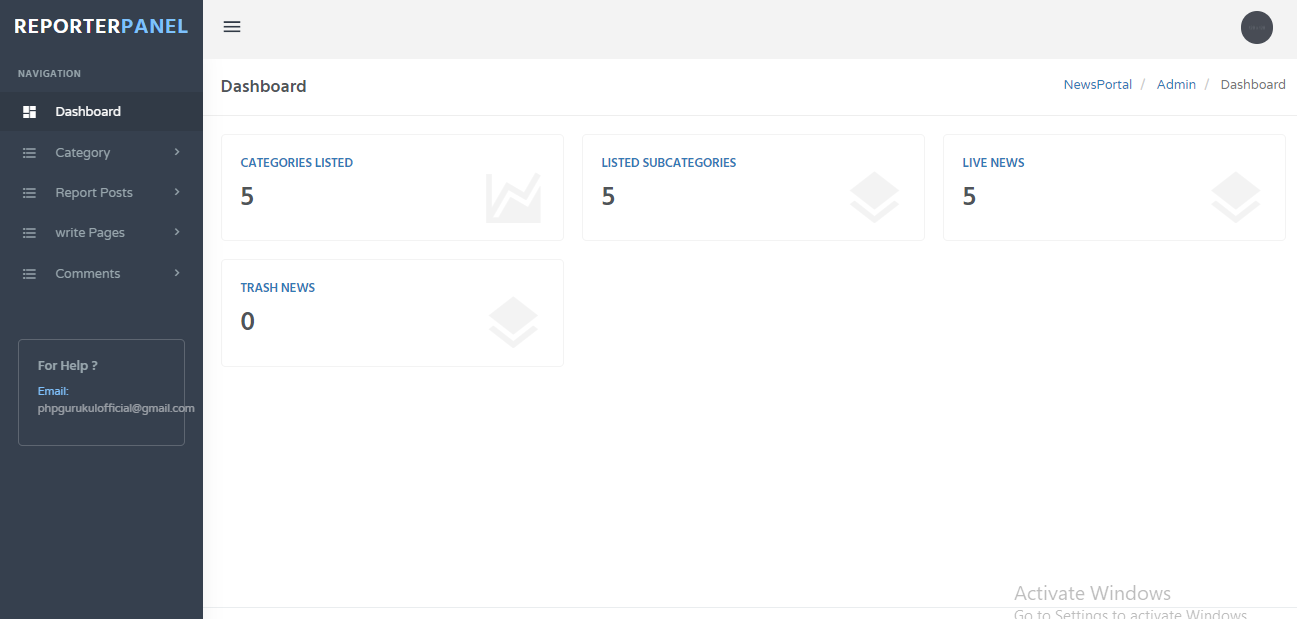 REPORTERPANEL
NAVIGATION
Dashboard
Category
Report Posts
write Pages
Comments
For Help ?
Email:
phpgurukulofficial@gmail.com
Dashboard
NewsPortal / Admin / Dashboard
CATEGORIES LISTED
5
LISTED SUBCATEGORIES
5
LIVE NEWS
5
TRASH NEWS
0
Activate Windows
Go to Settings to activate Windows.